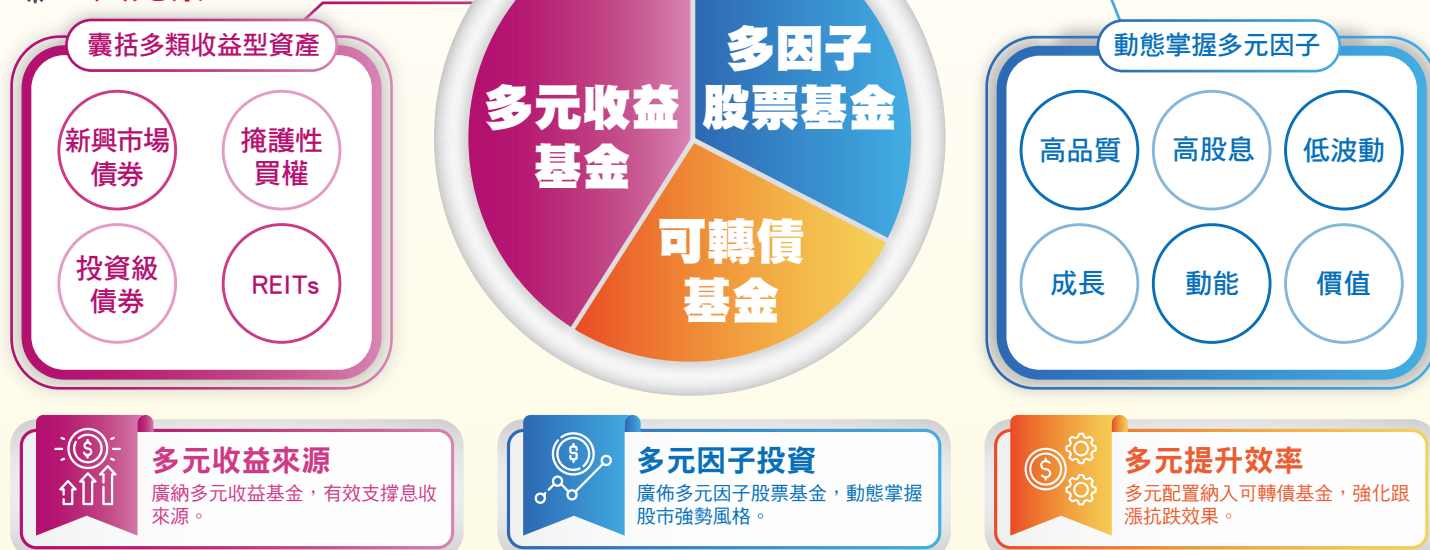 囊括多類收益型資產
新興市場
債券
掩護性
買權
投資級
債券
REITs
多元收益
基金
多因子
股票基金
可轉債
基金
動態掌握多元因子
高品質
高股息
低波動
成長
動能
價值
多元收益來源
廣納多元收益基金，有效支撐息收
來源。
多元因子投資
廣佈多元因子股票基金，動態掌握
股市強勢風格。
多元提升效率
多元配置納入可轉債基金，強化跟
漲抗跌效果。